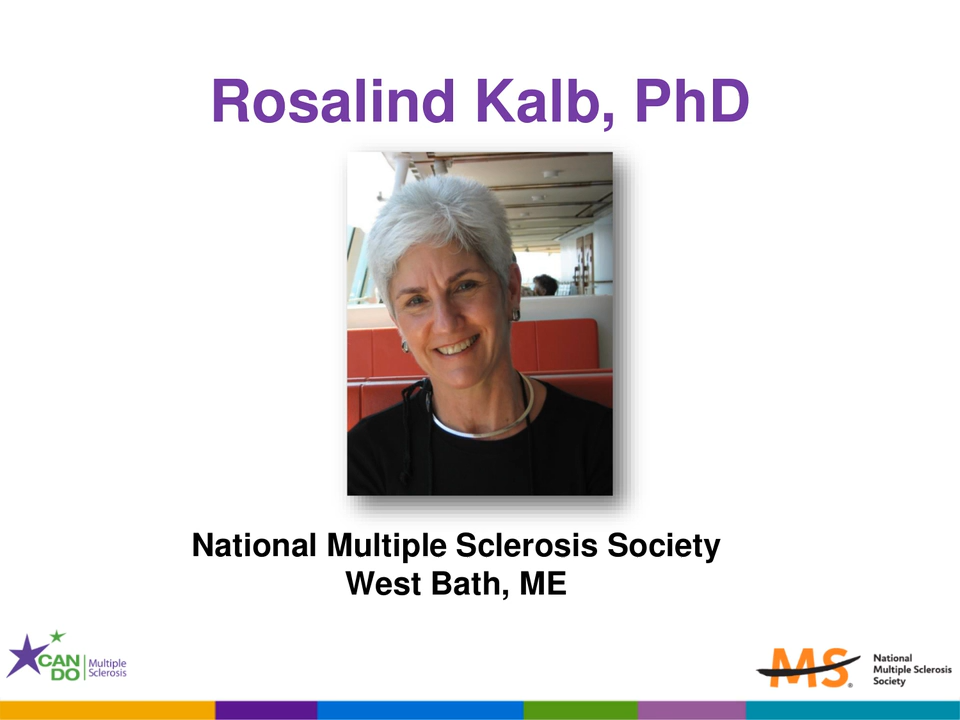 Rosalind Kalb, PhD
National Multiple Sclerosis Society
West Bath, ME
CAN
DO
Multiple
Sclerosis
MS®
National
Multiple Sclerosis
Society